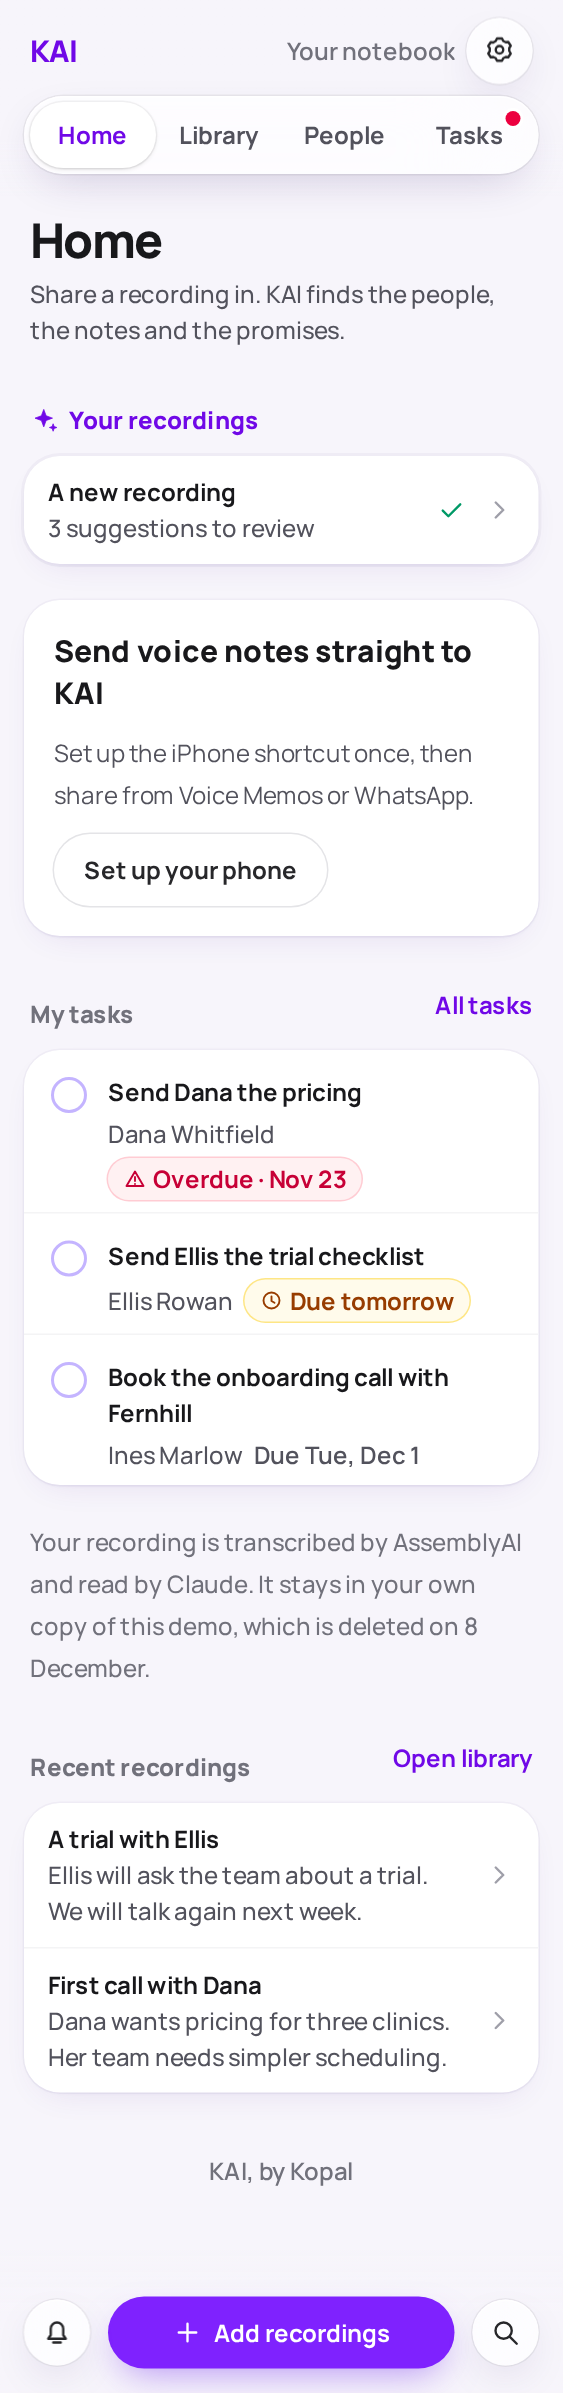 KAI
Your notebook
Home
Library
People
Tasks
Home
Share a recording in. KAI finds the people,
the notes and the promises.
Your recordings
A new recording
3 suggestions to review
Send voice notes straight to
KAI
Set up the iPhone shortcut once, then
share from Voice Memos or WhatsApp.
Set up your phone
My tasks
All tasks
Send Dana the pricing
Dana Whitfield
Overdue · Nov 23
Send Ellis the trial checklist
Ellis Rowan
Due tomorrow
Book the onboarding call with
Fernhill
Ines Marlow
Due Tue, Dec 1
Your recording is transcribed by AssemblyAI
and read by Claude. It stays in your own
copy of this demo, which is deleted on 8
December.
Recent recordings
Open library
A trial with Ellis
Ellis will ask the team about a trial.
We will talk again next week.
First call with Dana
Dana wants pricing for three clinics.
Her team needs simpler scheduling.
KAI, by Kopal
Add recordings